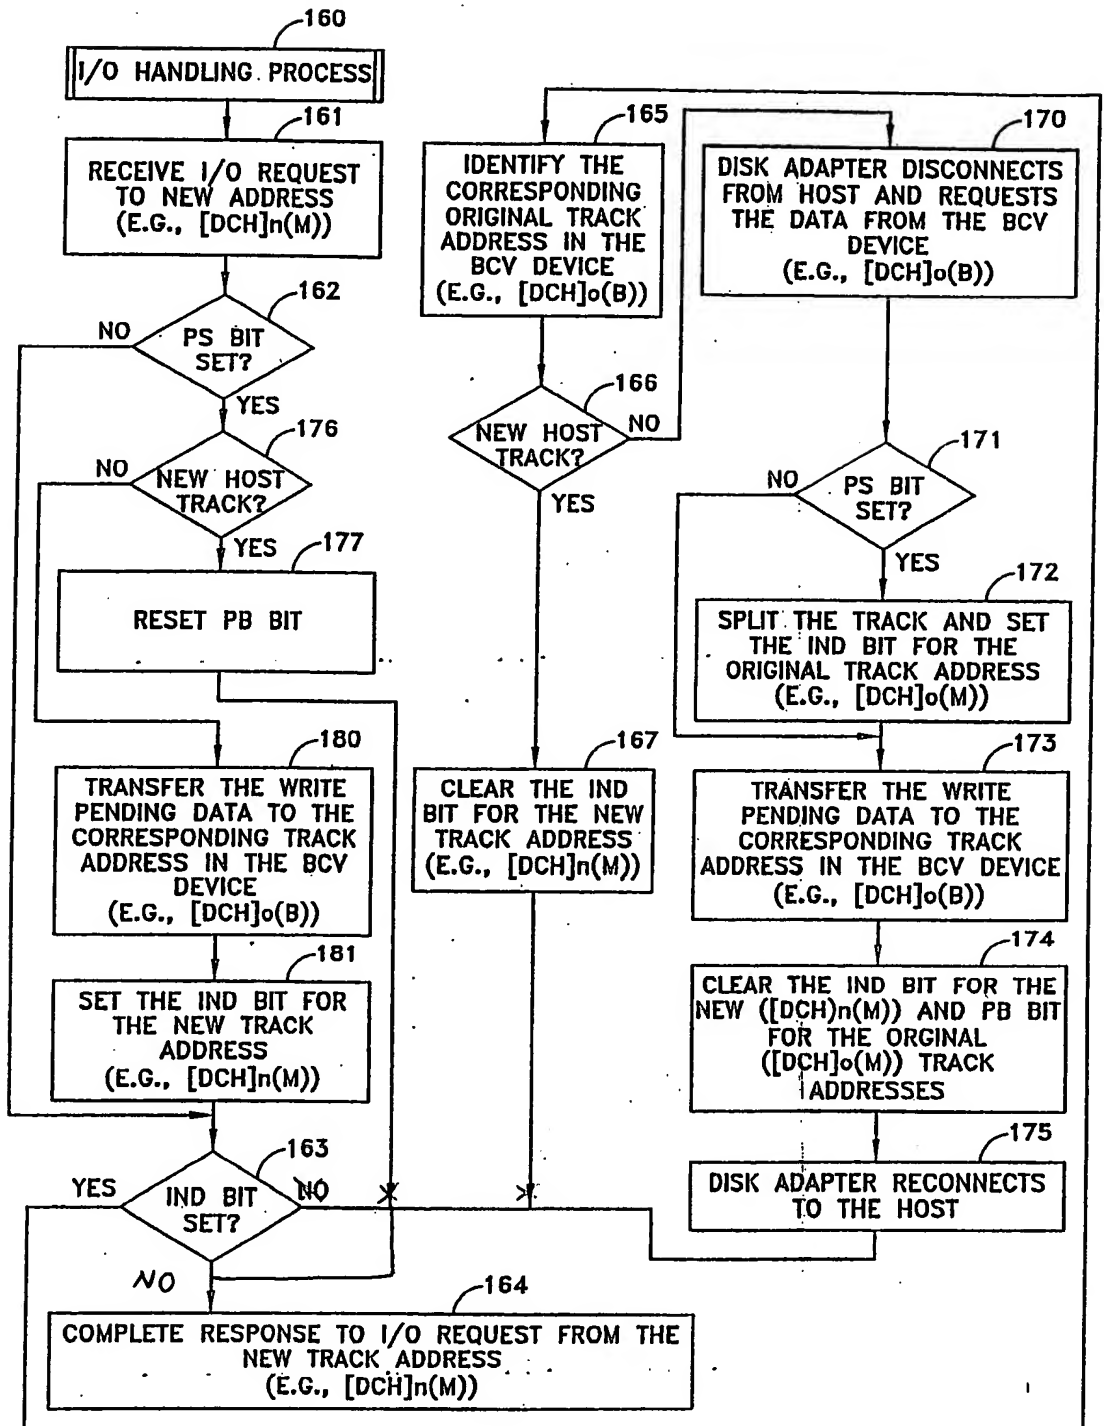 160
I/O HANDLING PROCESS
161
RECEIVE I/O REQUEST
TO NEW ADDRESS
(E.G., [DCH]n(M))
162
NO
PS BIT
SET?
YES
176
NO
NEW HOST
TRACK?
YES
177
RESET PB BIT
180
TRANSFER THE WRITE
PENDING DATA TO THE
CORRESPONDING TRACK
ADDRESS IN THE BCV
DEVICE
(E.G., [DCH]o(B))
181
SET THE IND BIT FOR
THE NEW TRACK
ADDRESS
(E.G., [DCH]n(M))
163
YES
IND BIT
SET?
NO
NO
164
COMPLETE RESPONSE TO I/O REQUEST FROM THE
NEW TRACK ADDRESS
(E.G., [DCH]n(M))
165
IDENTIFY THE
CORRESPONDING
ORIGINAL TRACK
ADDRESS IN THE
BCV DEVICE
(E.G., [DCH]o(B))
166
NEW HOST
TRACK?
NO
YES
167
CLEAR THE IND
BIT FOR THE NEW
TRACK ADDRESS
(E.G., [DCH]n(M))
170
DISK ADAPTER DISCONNECTS
FROM HOST AND REQUESTS
THE DATA FROM THE BCV
DEVICE
(E.G., [DCH]o(B))
171
NO
PS BIT
SET?
YES
172
SPLIT THE TRACK AND SET
THE IND BIT FOR THE
ORIGINAL TRACK ADDRESS
(E.G., [DCH]o(M))
173
TRANSFER THE WRITE
PENDING DATA TO THE
CORRESPONDING TRACK
ADDRESS IN THE BCV DEVICE
(E.G., [DCH]o(B))
174
CLEAR THE IND BIT FOR THE
NEW ([DCH)n(M)) AND PB BIT
FOR THE ORGINAL
([DCH]o(M)) TRACK
ADDRESSES
175
DISK ADAPTER RECONNECTS
TO THE HOST